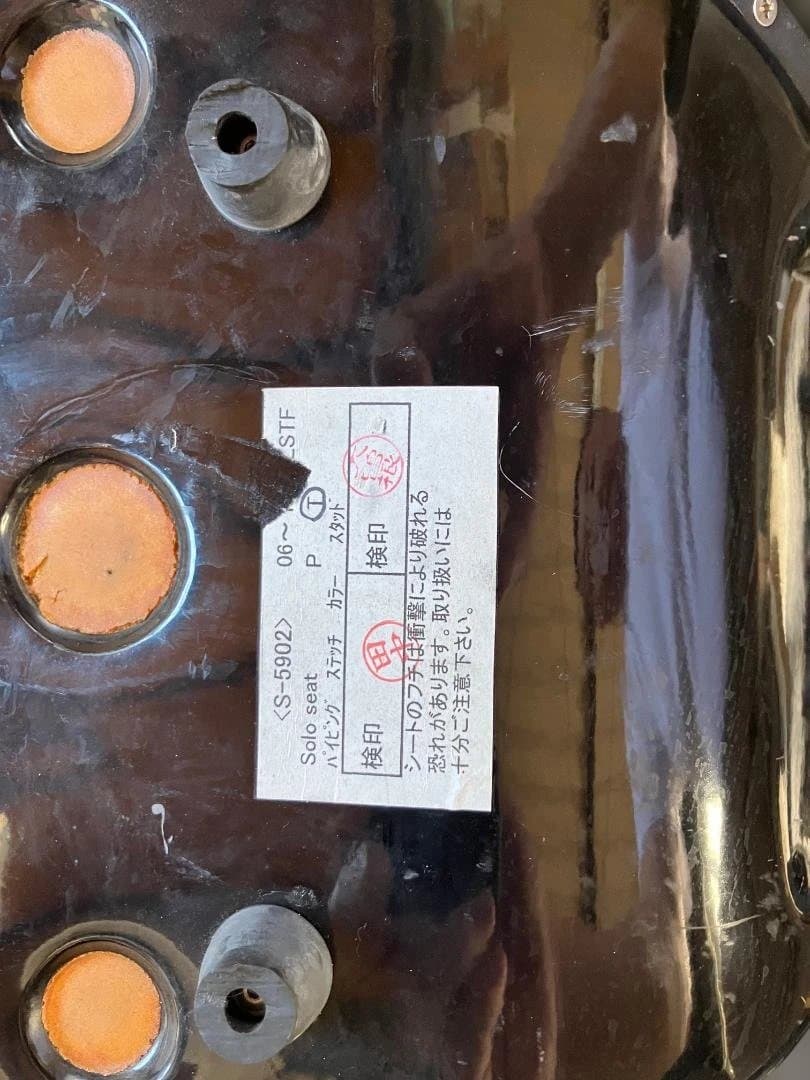 <S-5902> 06～ STF
Solo seat P Ⓣ
パイピング ステッチ カラー スタット
検印 田中 検印
シートのフチは衝撃により破れる
恐れがあります。取り扱いには
十分ご注意下さい。